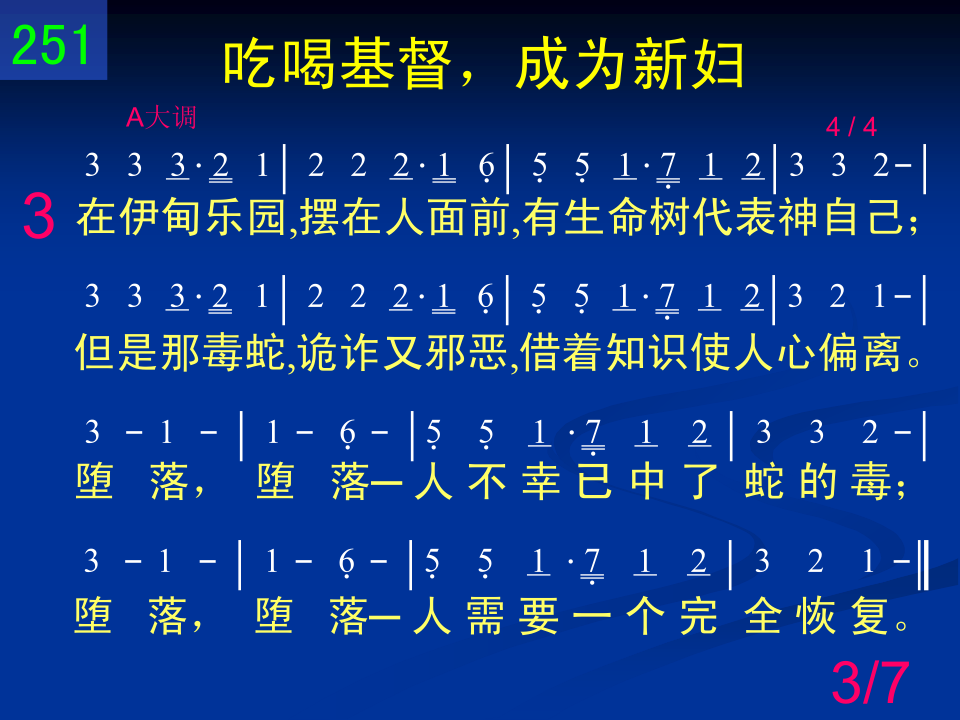 251
吃喝基督，成为新妇
A大调
4 / 4
3 3 3·2 1| 2 2 2·1 6̣| 5̣ 5̣ 1·7̣ 1 2|3 3 2–|
3 在伊甸乐园,摆在人面前,有生命树代表神自己；
3 3 3·2 1| 2 2 2·1 6̣| 5̣ 5̣ 1·7̣ 1 2|3 2 1–|
但是那毒蛇,诡诈又邪恶,借着知识使人心偏离。
3 – 1 – | 1 – 6̣ – |5̣ 5̣ 1·7̣ 1 2 | 3 3 2 –|
堕 落， 堕 落─人 不 幸 已 中 了 蛇 的 毒；
3 – 1 – | 1 – 6̣ – |5̣ 5̣ 1·7̣ 1 2 | 3 2 1 –‖
堕 落， 堕 落─人 需 要 一 个 完 全 恢 复。
3/7